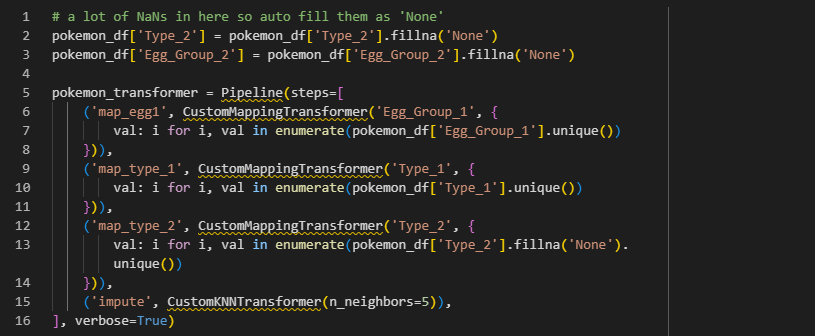 1 # a lot of NaNs in here so auto fill them as 'None'
2 pokemon_df['Type_2'] = pokemon_df['Type_2'].fillna('None')
3 pokemon_df['Egg_Group_2'] = pokemon_df['Egg_Group_2'].fillna('None')
4
5 pokemon_transformer = Pipeline(steps=[
6     ('map_egg1', CustomMappingTransformer('Egg_Group_1', {
7         val: i for i, val in enumerate(pokemon_df['Egg_Group_1'].unique())
8     })),
9     ('map_type_1', CustomMappingTransformer('Type_1', {
10         val: i for i, val in enumerate(pokemon_df['Type_1'].unique())
11     })),
12     ('map_type_2', CustomMappingTransformer('Type_2', {
13         val: i for i, val in enumerate(pokemon_df['Type_2'].fillna('None').
        unique())
14     })),
15     ('impute', CustomKNNTransformer(n_neighbors=5)),
16 ], verbose=True)